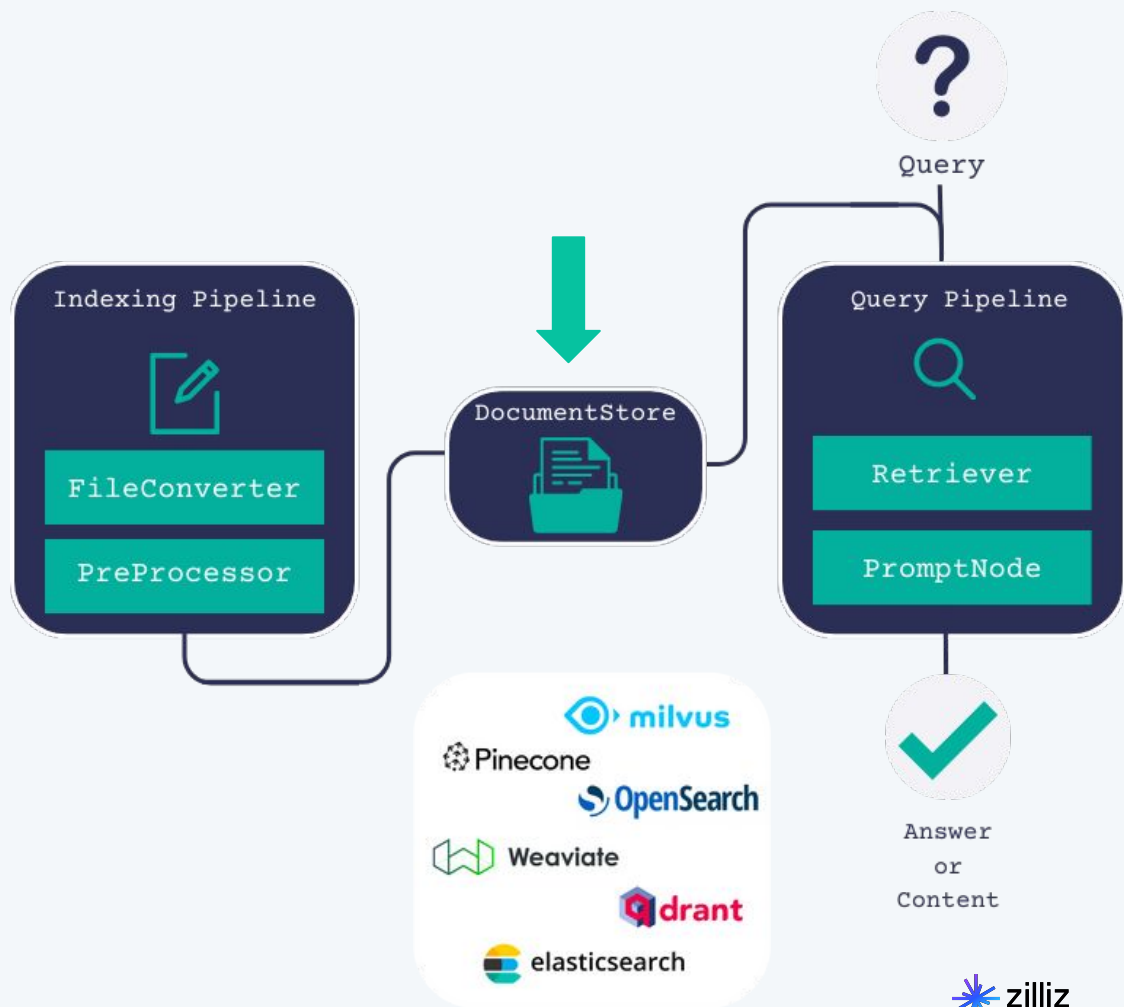 ?
Query
Indexing Pipeline
FileConverter
PreProcessor
DocumentStore
Query Pipeline
Retriever
PromptNode
Answer
or
Content
milvus
Pinecone
OpenSearch
Weaviate
qdrant
elasticsearch
zilliz